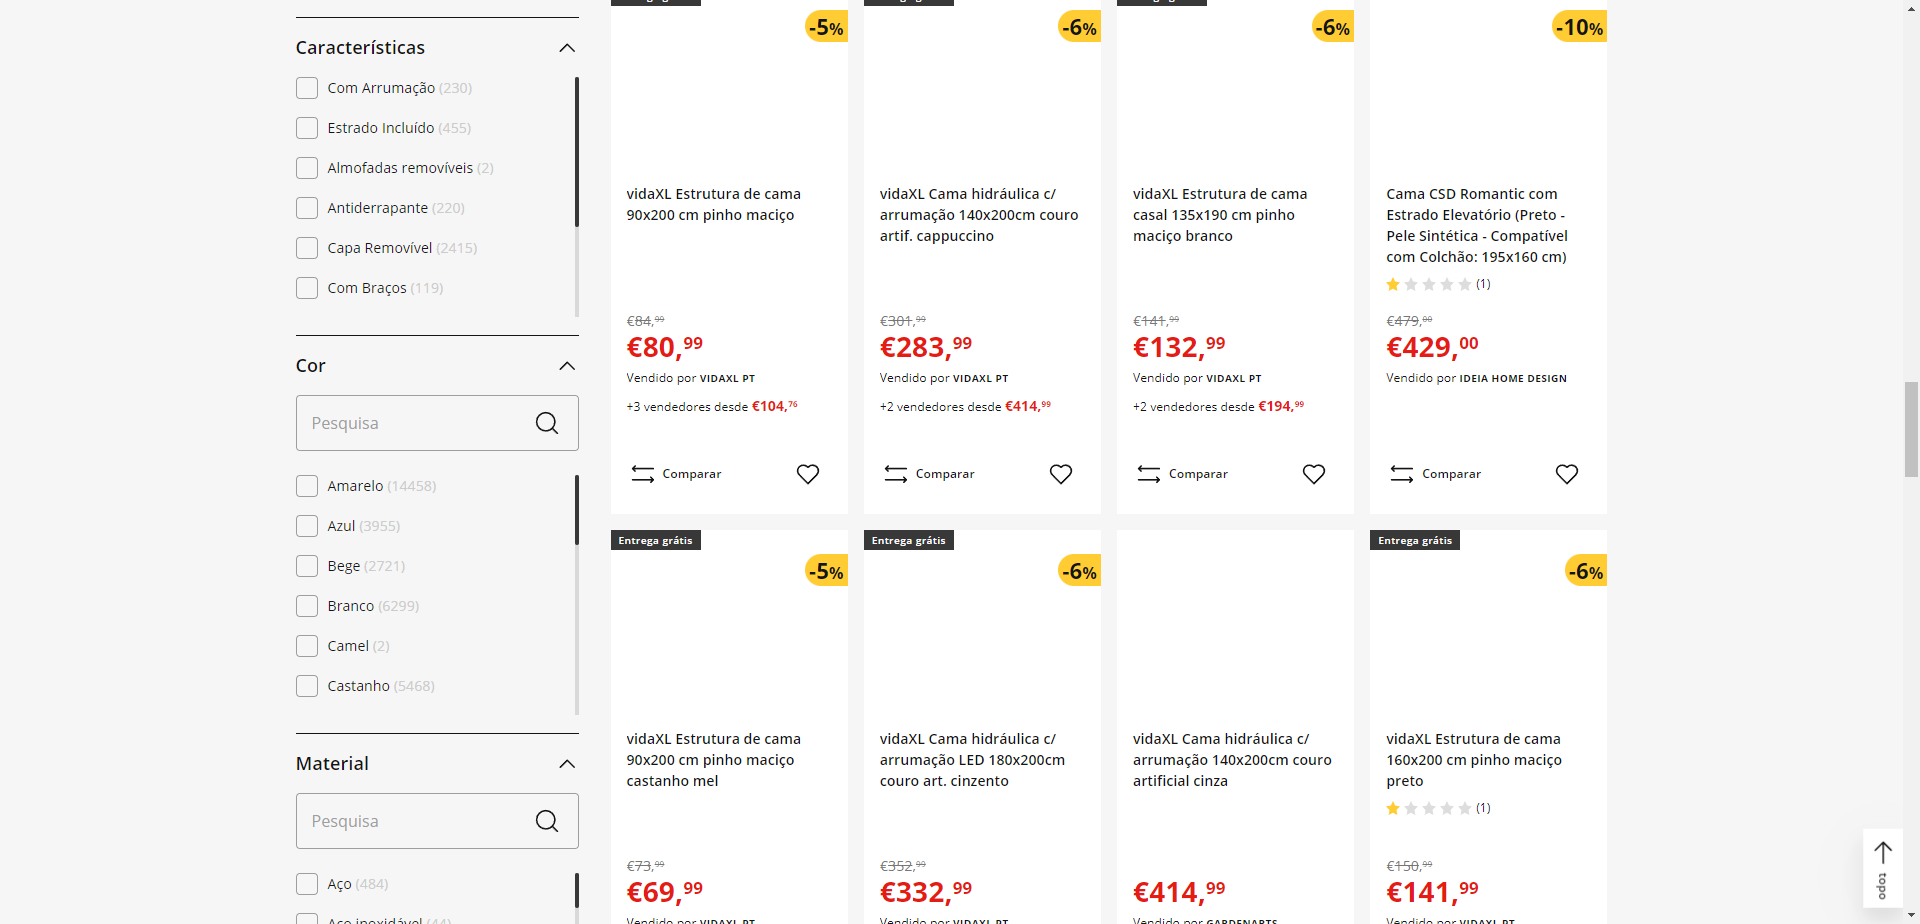 Características
Com Arrumação (230)
Estrado Incluído (455)
Almofadas removíveis (2)
Antiderrapante (220)
Capa Removível (2415)
Com Braços (119)
Cor
Pesquisa
Amarelo (14458)
Azul (3955)
Bege (2721)
Branco (6299)
Camel (2)
Castanho (5468)
Material
Pesquisa
Aço (484)
Aço inoxidável (44)
-5%
vidaXL Estrutura de cama
90x200 cm pinho maciço
€84,99
€80,99
Vendido por VIDAXL PT
+3 vendedores desde €104,76
Comparar
-6%
vidaXL Cama hidráulica c/
arrumação 140x200cm couro
artif. cappuccino
€301,99
€283,99
Vendido por VIDAXL PT
+2 vendedores desde €414,99
Comparar
-6%
vidaXL Estrutura de cama
casal 135x190 cm pinho
maciço branco
€141,99
€132,99
Vendido por VIDAXL PT
+2 vendedores desde €194,99
Comparar
-10%
Cama CSD Romantic com
Estrado Elevatório (Preto -
Pele Sintética - Compatível
com Colchão: 195x160 cm)
(1)
€479,00
€429,00
Vendido por IDEIA HOME DESIGN
Comparar
Entrega grátis
-5%
vidaXL Estrutura de cama
90x200 cm pinho maciço
castanho mel
€73,99
€69,99
Vendido por VIDAXL PT
Entrega grátis
-6%
vidaXL Cama hidráulica c/
arrumação LED 180x200cm
couro art. cinzento
€352,99
€332,99
Vendido por VIDAXL PT
vidaXL Cama hidráulica c/
arrumação 140x200cm couro
artificial cinza
€414,99
Vendido por GARDENARTS
Entrega grátis
-6%
vidaXL Estrutura de cama
160x200 cm pinho maciço
preto
(1)
€150,99
€141,99
Vendido por VIDAXL PT
topo